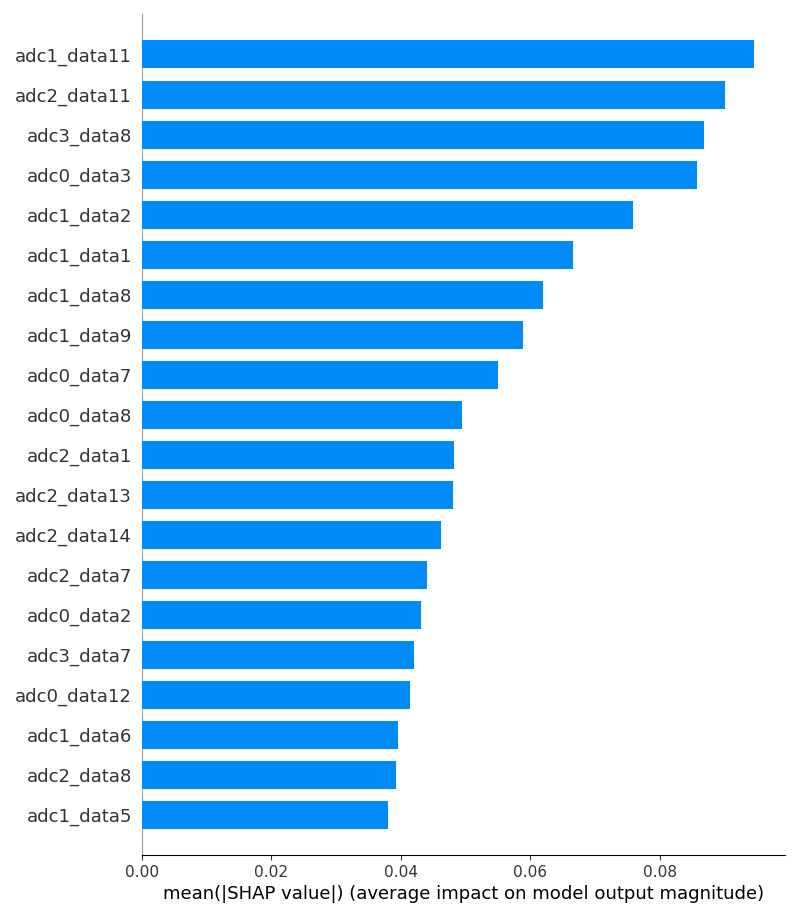 adc1_data11
adc2_data11
adc3_data8
adc0_data3
adc1_data2
adc1_data1
adc1_data8
adc1_data9
adc0_data7
adc0_data8
adc2_data1
adc2_data13
adc2_data14
adc2_data7
adc0_data2
adc3_data7
adc0_data12
adc1_data6
adc2_data8
adc1_data5
0.00 0.02 0.04 0.06 0.08
mean(|SHAP value|) (average impact on model output magnitude)